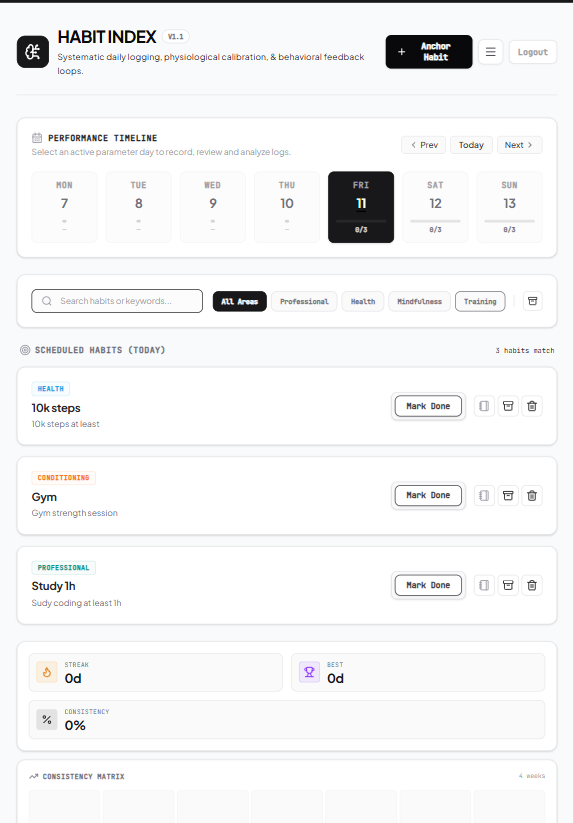 HABIT INDEX V1.1
Systematic daily logging, physiological calibration, & behavioral feedback
loops.
+ Anchor
Habit
Logout
PERFORMANCE TIMELINE
Select an active parameter day to record, review and analyze logs.
Prev
Today
Next
MON TUE WED THU FRI SAT SUN
7 8 9 10 11 12 13
– – – – 0/3 0/3 0/3
Search habits or keywords...
All Areas
Professional
Health
Mindfulness
Training
SCHEDULED HABITS (TODAY)
3 habits match
HEALTH
10k steps
10k steps at least
Mark Done
CONDITIONING
Gym
Gym strength session
Mark Done
PROFESSIONAL
Study 1h
Sudy coding at least 1h
Mark Done
STREAK
0d
BEST
0d
%
CONSISTENCY
0%
CONSISTENCY MATRIX
4 weeks